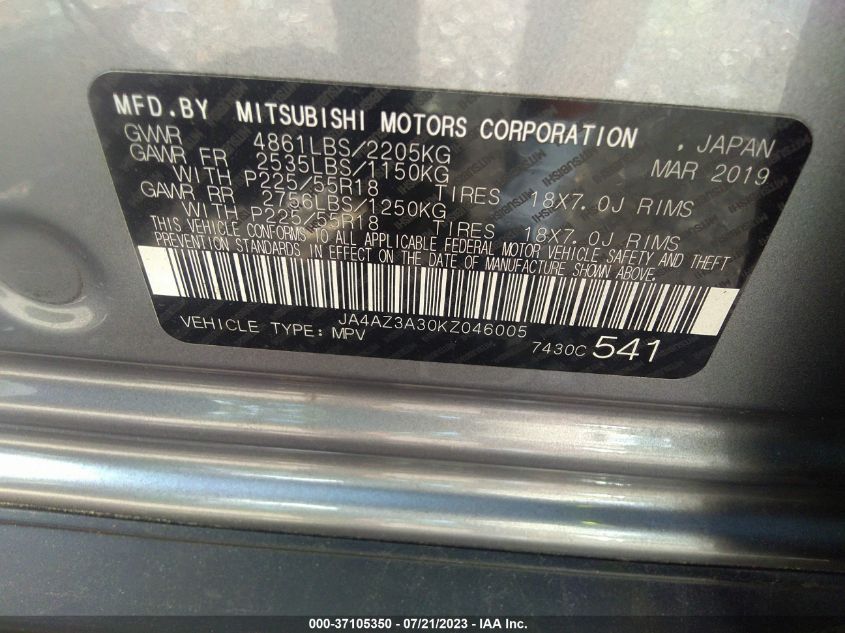 MFD.BY MITSUBISHI MOTORS CORPORATION , JAPAN
GVWR 4861LBS/2205KG MAR 2019
GAWR FR 2535LBS/1150KG
WITH P225/55R18 TIRES 18X7.0J RIMS
GAWR RR 2756LBS/1250KG
WITH P225/55R18 TIRES 18X7.0J RIMS
THIS VEHICLE CONFORMS TO ALL APPLICABLE FEDERAL MOTOR VEHICLE SAFETY AND THEFT
PREVENTION STANDARDS IN EFFECT ON THE DATE OF MANUFACTURE SHOWN ABOVE.
JA4AZ3A30KZ046005
VEHICLE TYPE: MPV 7430C 541
000-37105350 / 07/21/2023 / © IAA Inc.